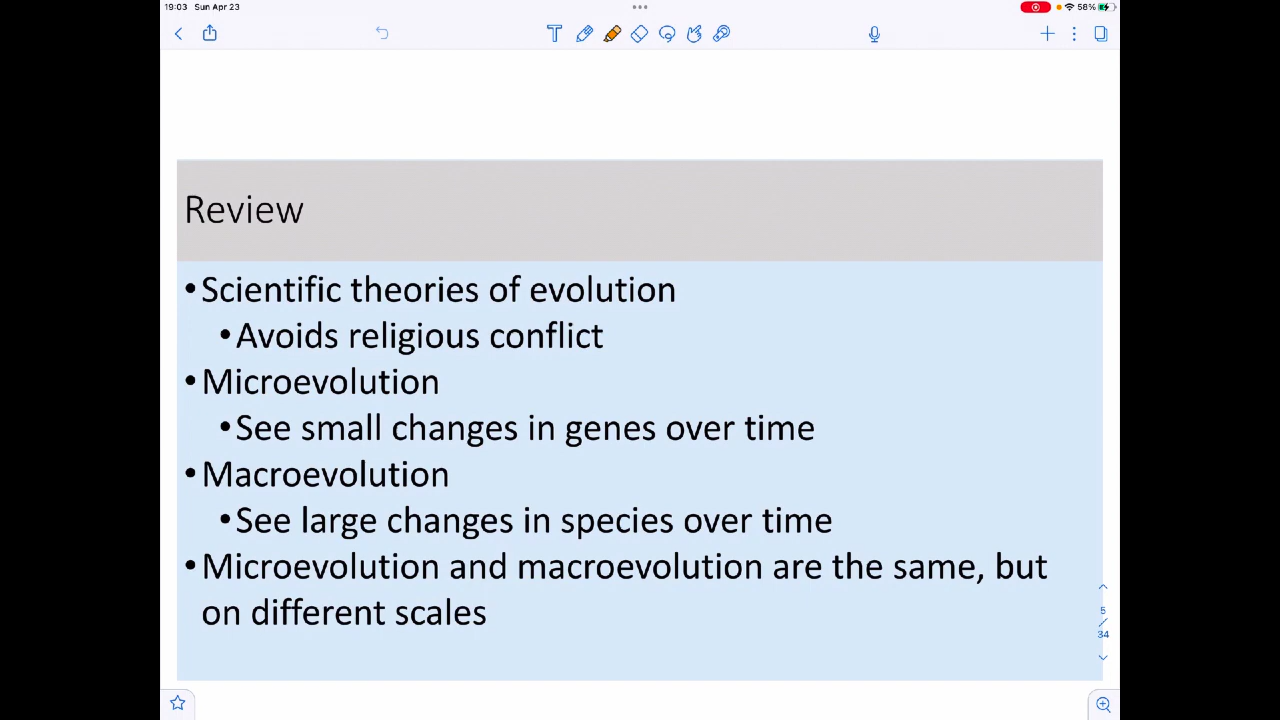 19:03 Sun Apr 23
58%
T
Review
•Scientific theories of evolution
•Avoids religious conflict
•Microevolution
•See small changes in genes over time
•Macroevolution
•See large changes in species over time
•Microevolution and macroevolution are the same, but
on different scales
5
/
34